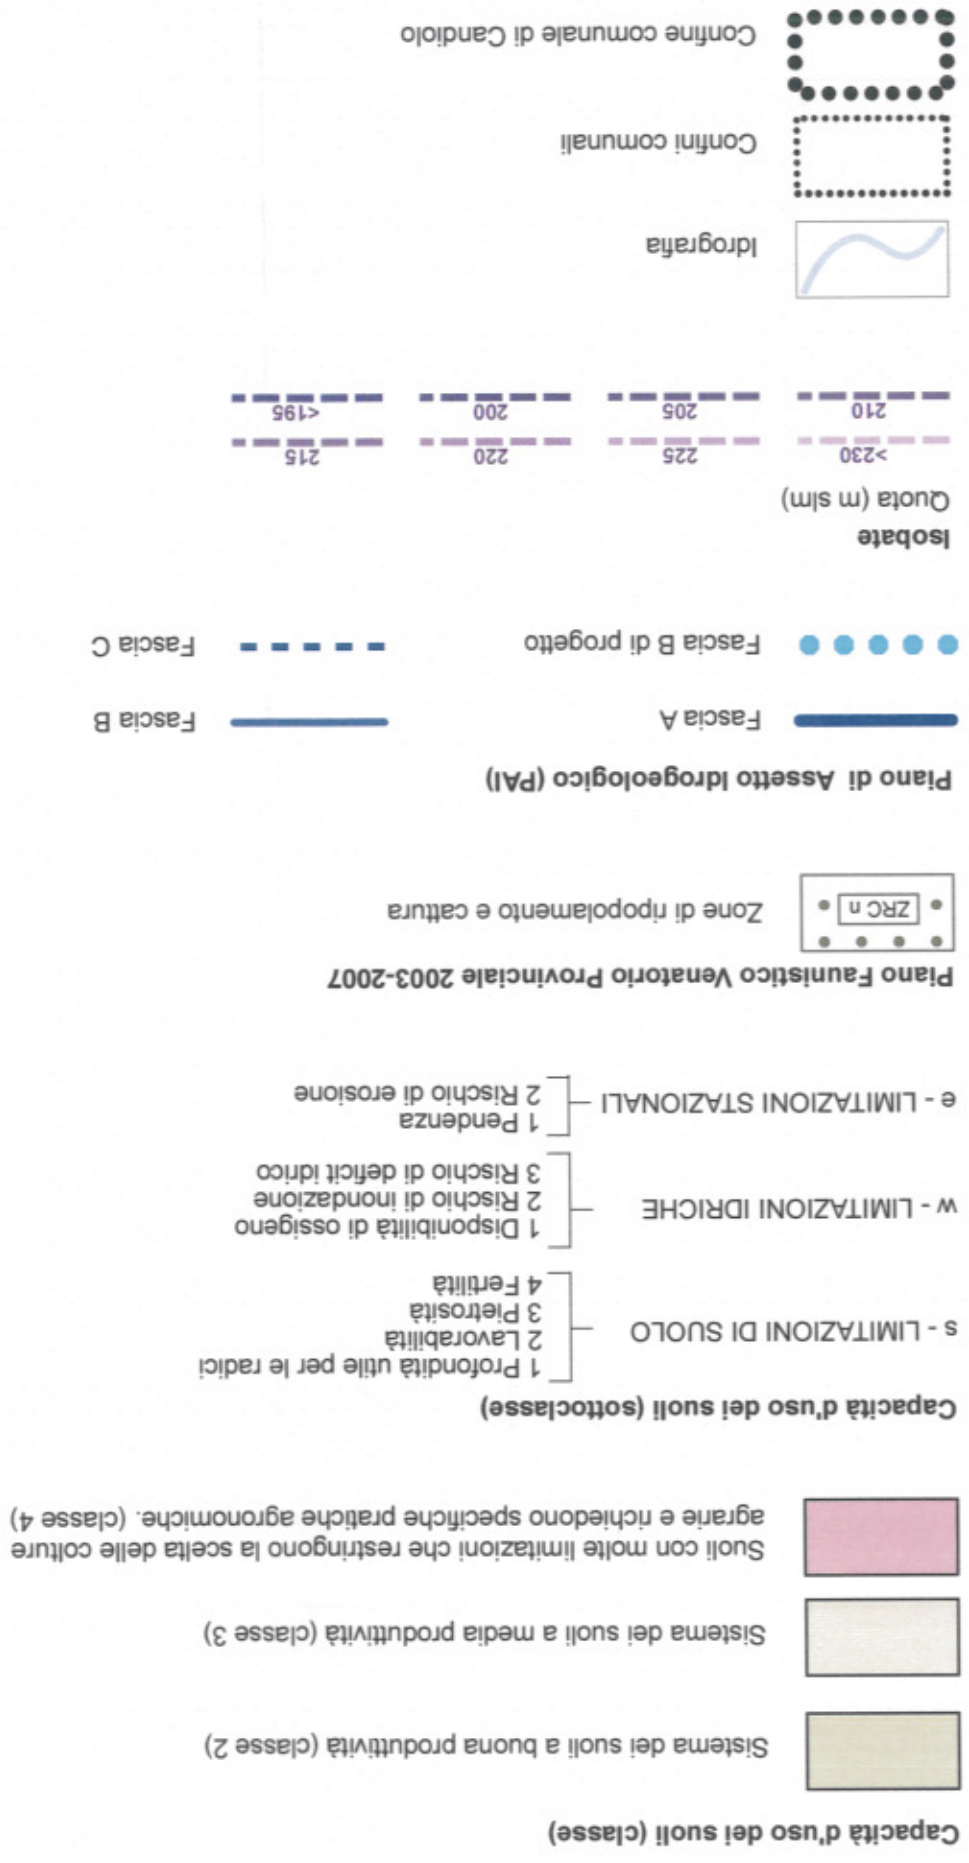 Capacità d'uso dei suoli (classe)
Sistema dei suoli a buona produttività (classe 2)
Sistema dei suoli a media produttività (classe 3)
Suoli con molte limitazioni che restringono la scelta delle colture
agrarie e richiedono specifiche pratiche agronomiche. (classe 4)
Capacità d'uso dei suoli (sottoclasse)
s - LIMITAZIONI DI SUOLO
1 Profondità utile per le radici
2 Lavorabilità
3 Pietrosità
4 Fertilità
w - LIMITAZIONI IDRICHE
1 Disponibilità di ossigeno
2 Rischio di inondazione
3 Rischio di deficit idrico
e - LIMITAZIONI STAZIONALI
1 Pendenza
2 Rischio di erosione
Piano Faunistico Venatorio Provinciale 2003-2007
ZRC n
Zone di ripopolamento e cattura
Piano di Assetto Idrogeologico (PAI)
Fascia A
Fascia B
Fascia B di progetto
Fascia C
Isobate
Quota (m slm)
>230 225 220 215
210 205 200 <195
Idrografia
Confini comunali
Confine comunale di Candiolo